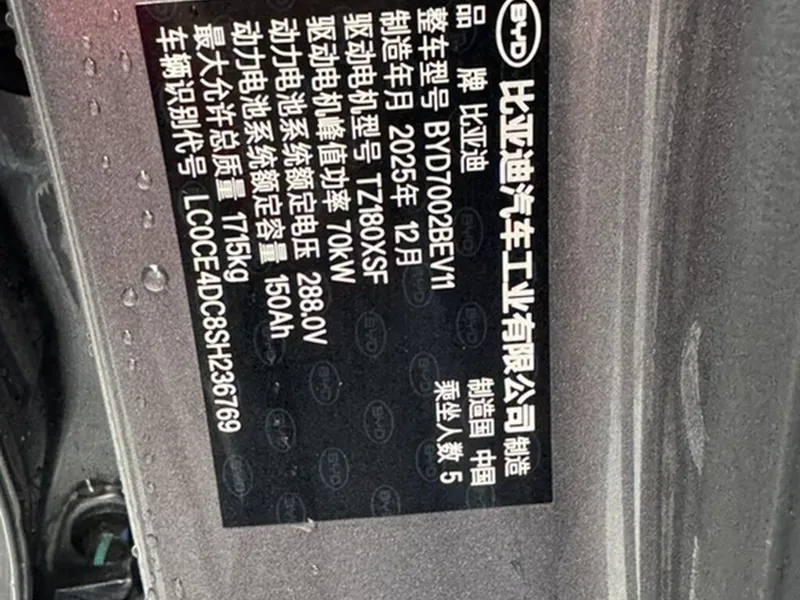 BYD 比亚迪汽车工业有限公司 制造
品 牌 比亚迪 制造国 中国
整车型号 BYD7002BEV11 乘坐人数 5
制造年月 2025年 12月
驱动电机型号 TZ180XSF
驱动电机峰值功率 70kW
动力电池系统额定电压 288.0V
动力电池系统额定容量 150Ah
最大允许总质量 1715kg
车辆识别代号 LC0CE4DC8SH236769